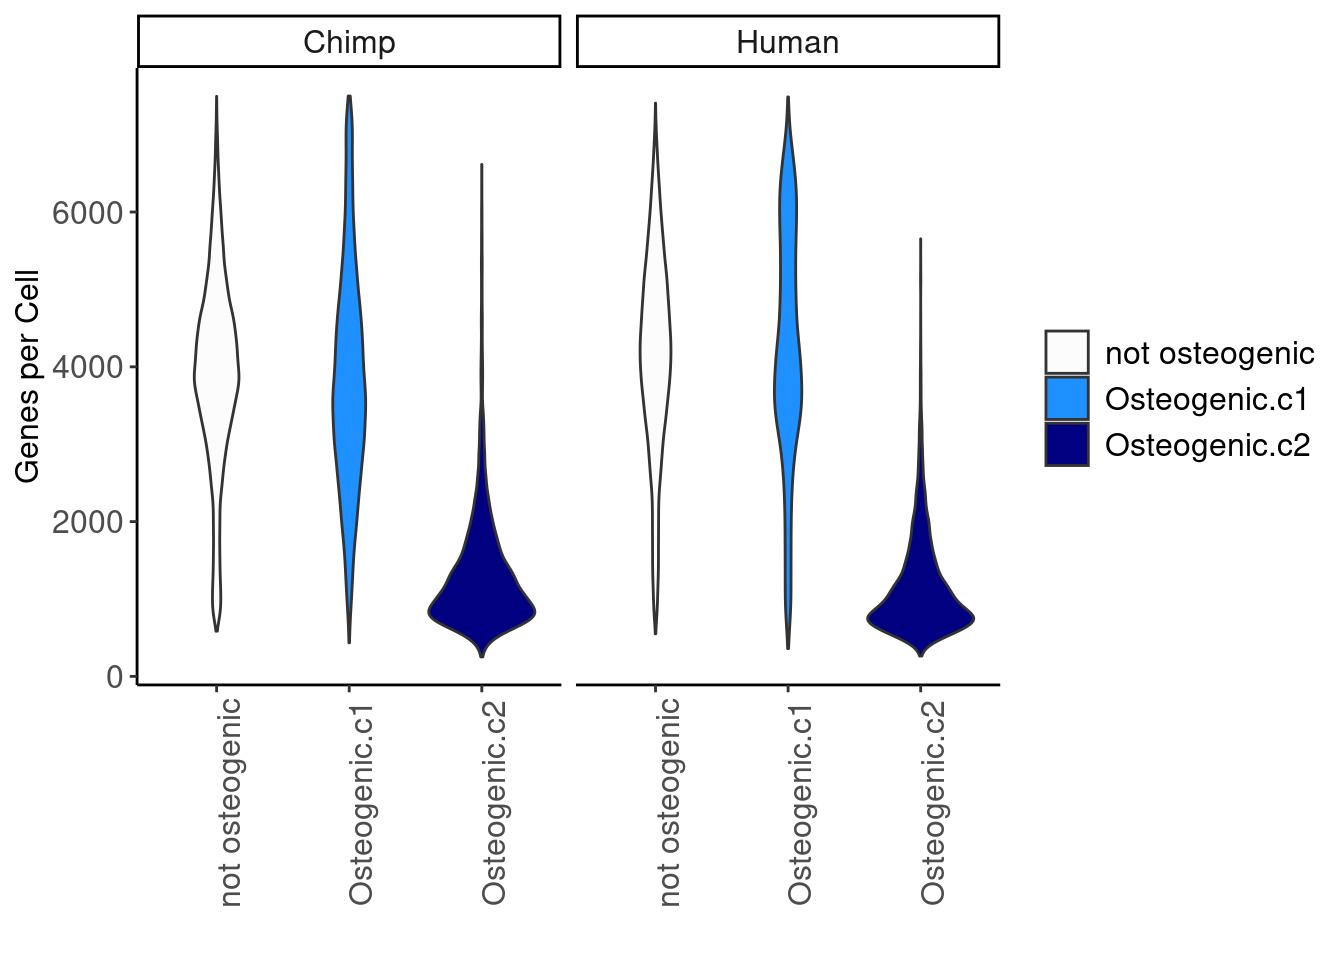 Chimp
Human
Genes per Cell
6000
4000
2000
0
not osteogenic
Osteogenic.c1
Osteogenic.c2
not osteogenic
Osteogenic.c1
Osteogenic.c2
not osteogenic
Osteogenic.c1
Osteogenic.c2